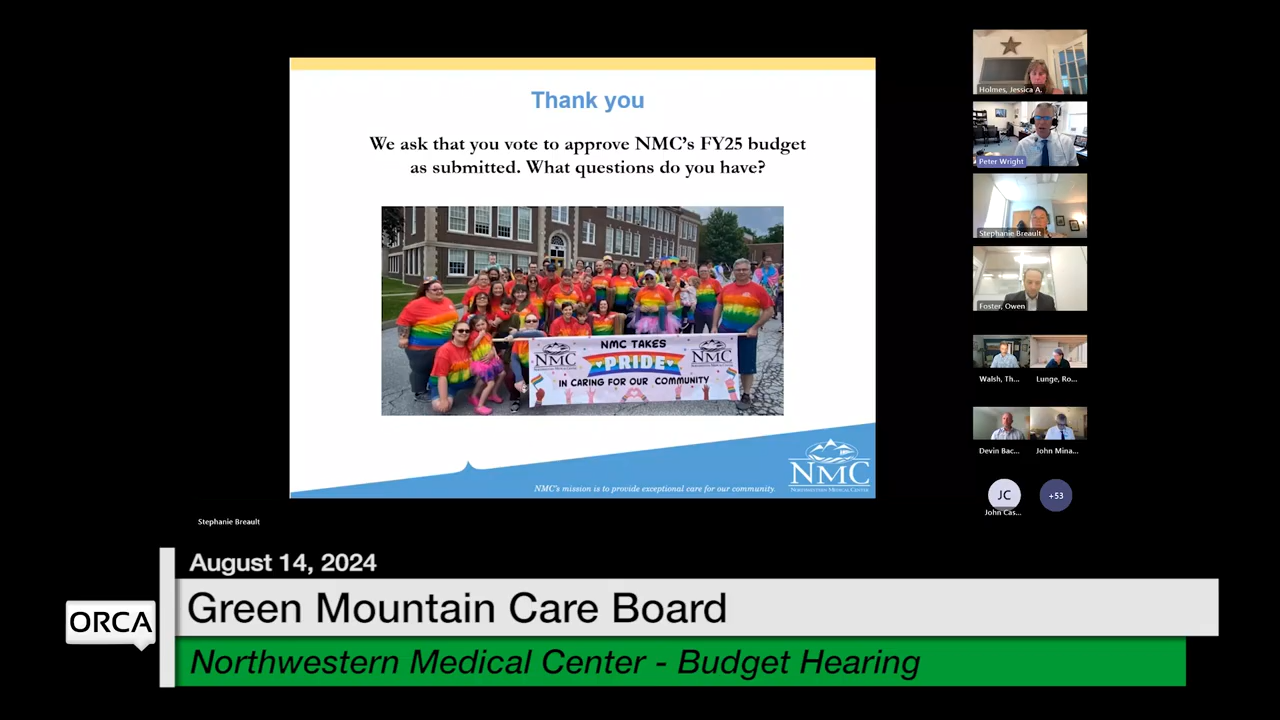 Thank you
We ask that you vote to approve NMC's FY25 budget
as submitted. What questions do you have?
NMC TAKES
NMC
PRIDE
NMC
IN CARING FOR OUR COMMUNITY
NMC
NORTHWESTERN MEDICAL CENTER
NMC's mission is to provide exceptional care for our community.
Holmes, Jessica A.
Peter Wright
Stephanie Breault
Foster, Owen
Walsh, Th...
Lunge, Ro...
Devin Bac...
John Mina...
JC
+53
John Cas...
Stephanie Breault
August 14, 2024
ORCA
Green Mountain Care Board
Northwestern Medical Center - Budget Hearing